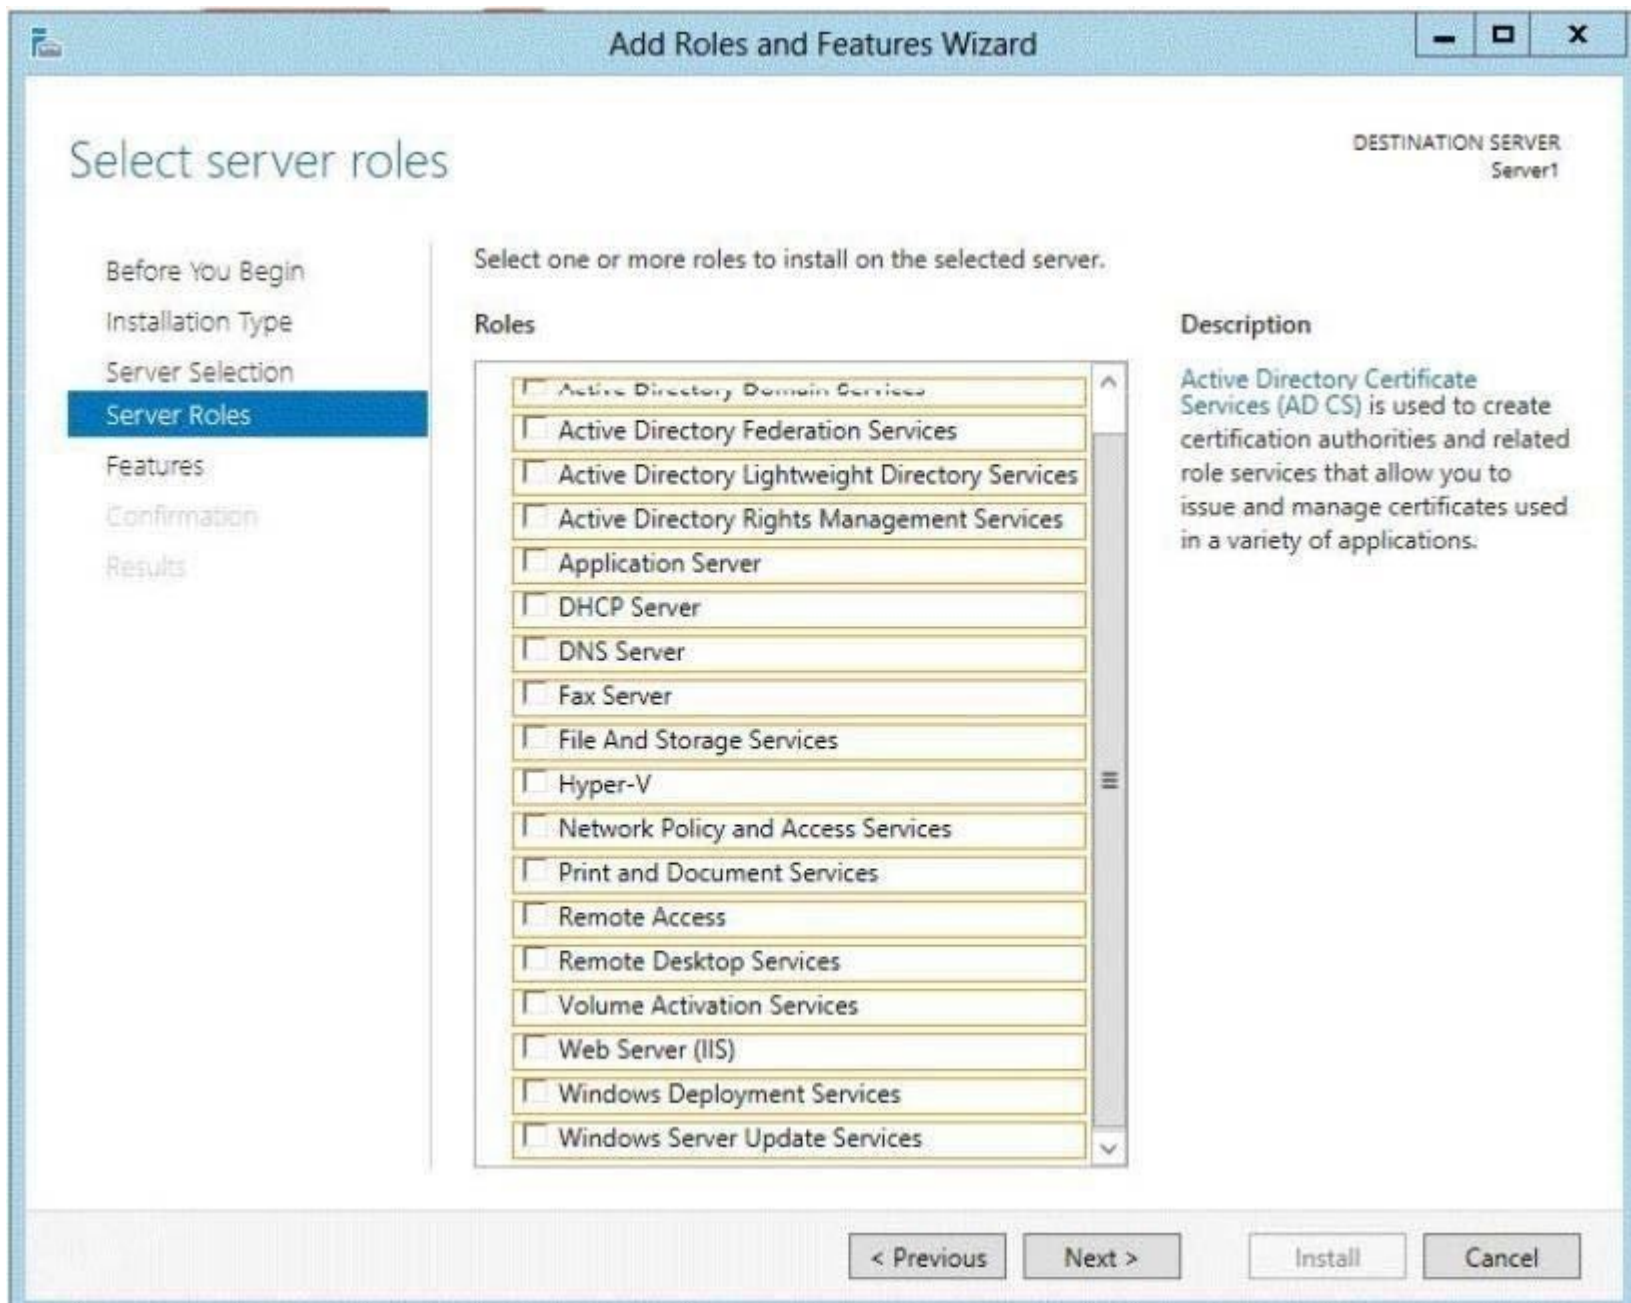 Add Roles and Features Wizard
Select server roles
DESTINATION SERVER
Server1
Before You Begin
Installation Type
Server Selection
Server Roles
Features
Confirmation
Results
Select one or more roles to install on the selected server.
Roles
Active Directory Domain Services
Active Directory Federation Services
Active Directory Lightweight Directory Services
Active Directory Rights Management Services
Application Server
DHCP Server
DNS Server
Fax Server
File And Storage Services
Hyper-V
Network Policy and Access Services
Print and Document Services
Remote Access
Remote Desktop Services
Volume Activation Services
Web Server (IIS)
Windows Deployment Services
Windows Server Update Services
Description
Active Directory Certificate
Services (AD CS) is used to create
certification authorities and related
role services that allow you to
issue and manage certificates used
in a variety of applications.
< Previous
Next >
Install
Cancel